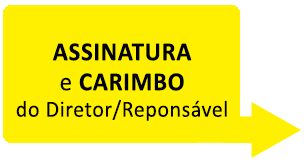 ASSINATURA
e CARIMBO
do Diretor/Reponsável